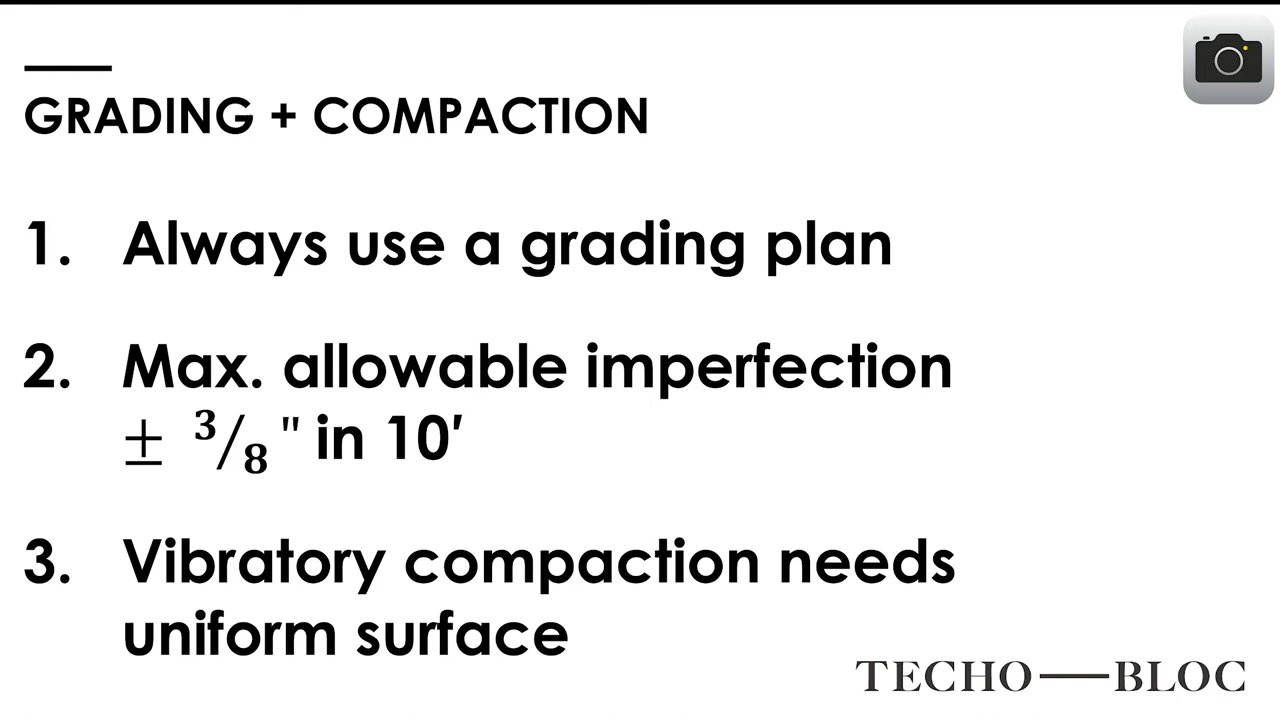 GRADING + COMPACTION
1. Always use a grading plan
2. Max. allowable imperfection
± 3/8 " in 10'
3. Vibratory compaction needs
uniform surface
TECHO—BLOC